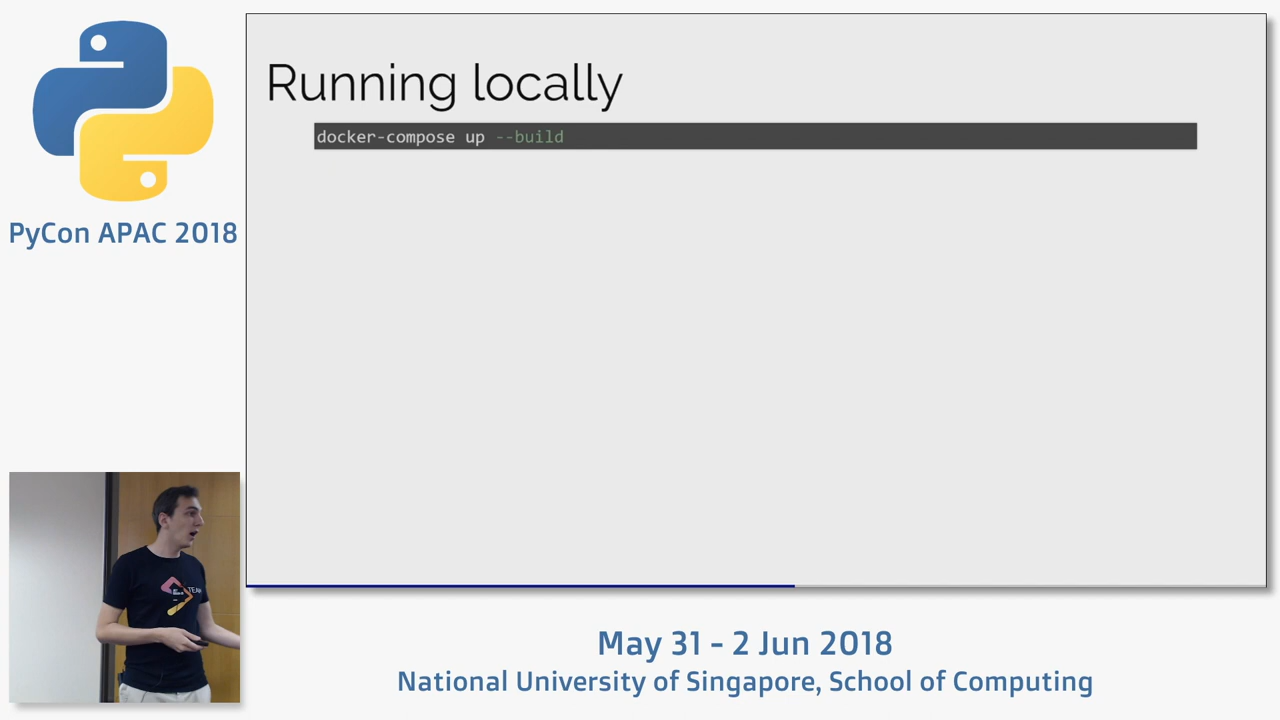 PyCon APAC 2018
Running locally
docker-compose up --build
TEAM
May 31 - 2 Jun 2018
National University of Singapore, School of Computing